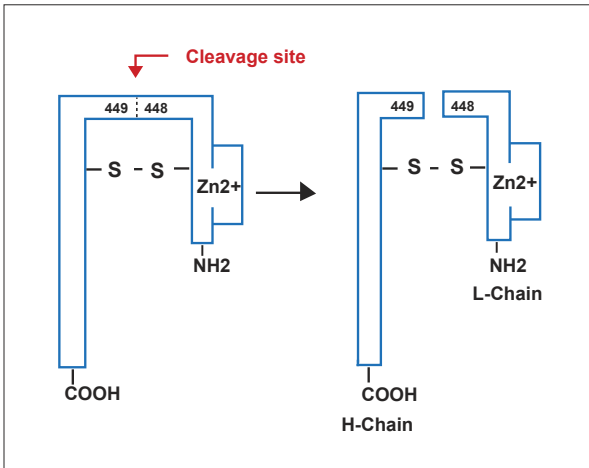 Cleavage site
449 448
S - S
Zn2+
NH2
COOH
449 448
S - S
Zn2+
NH2
L-Chain
COOH
H-Chain